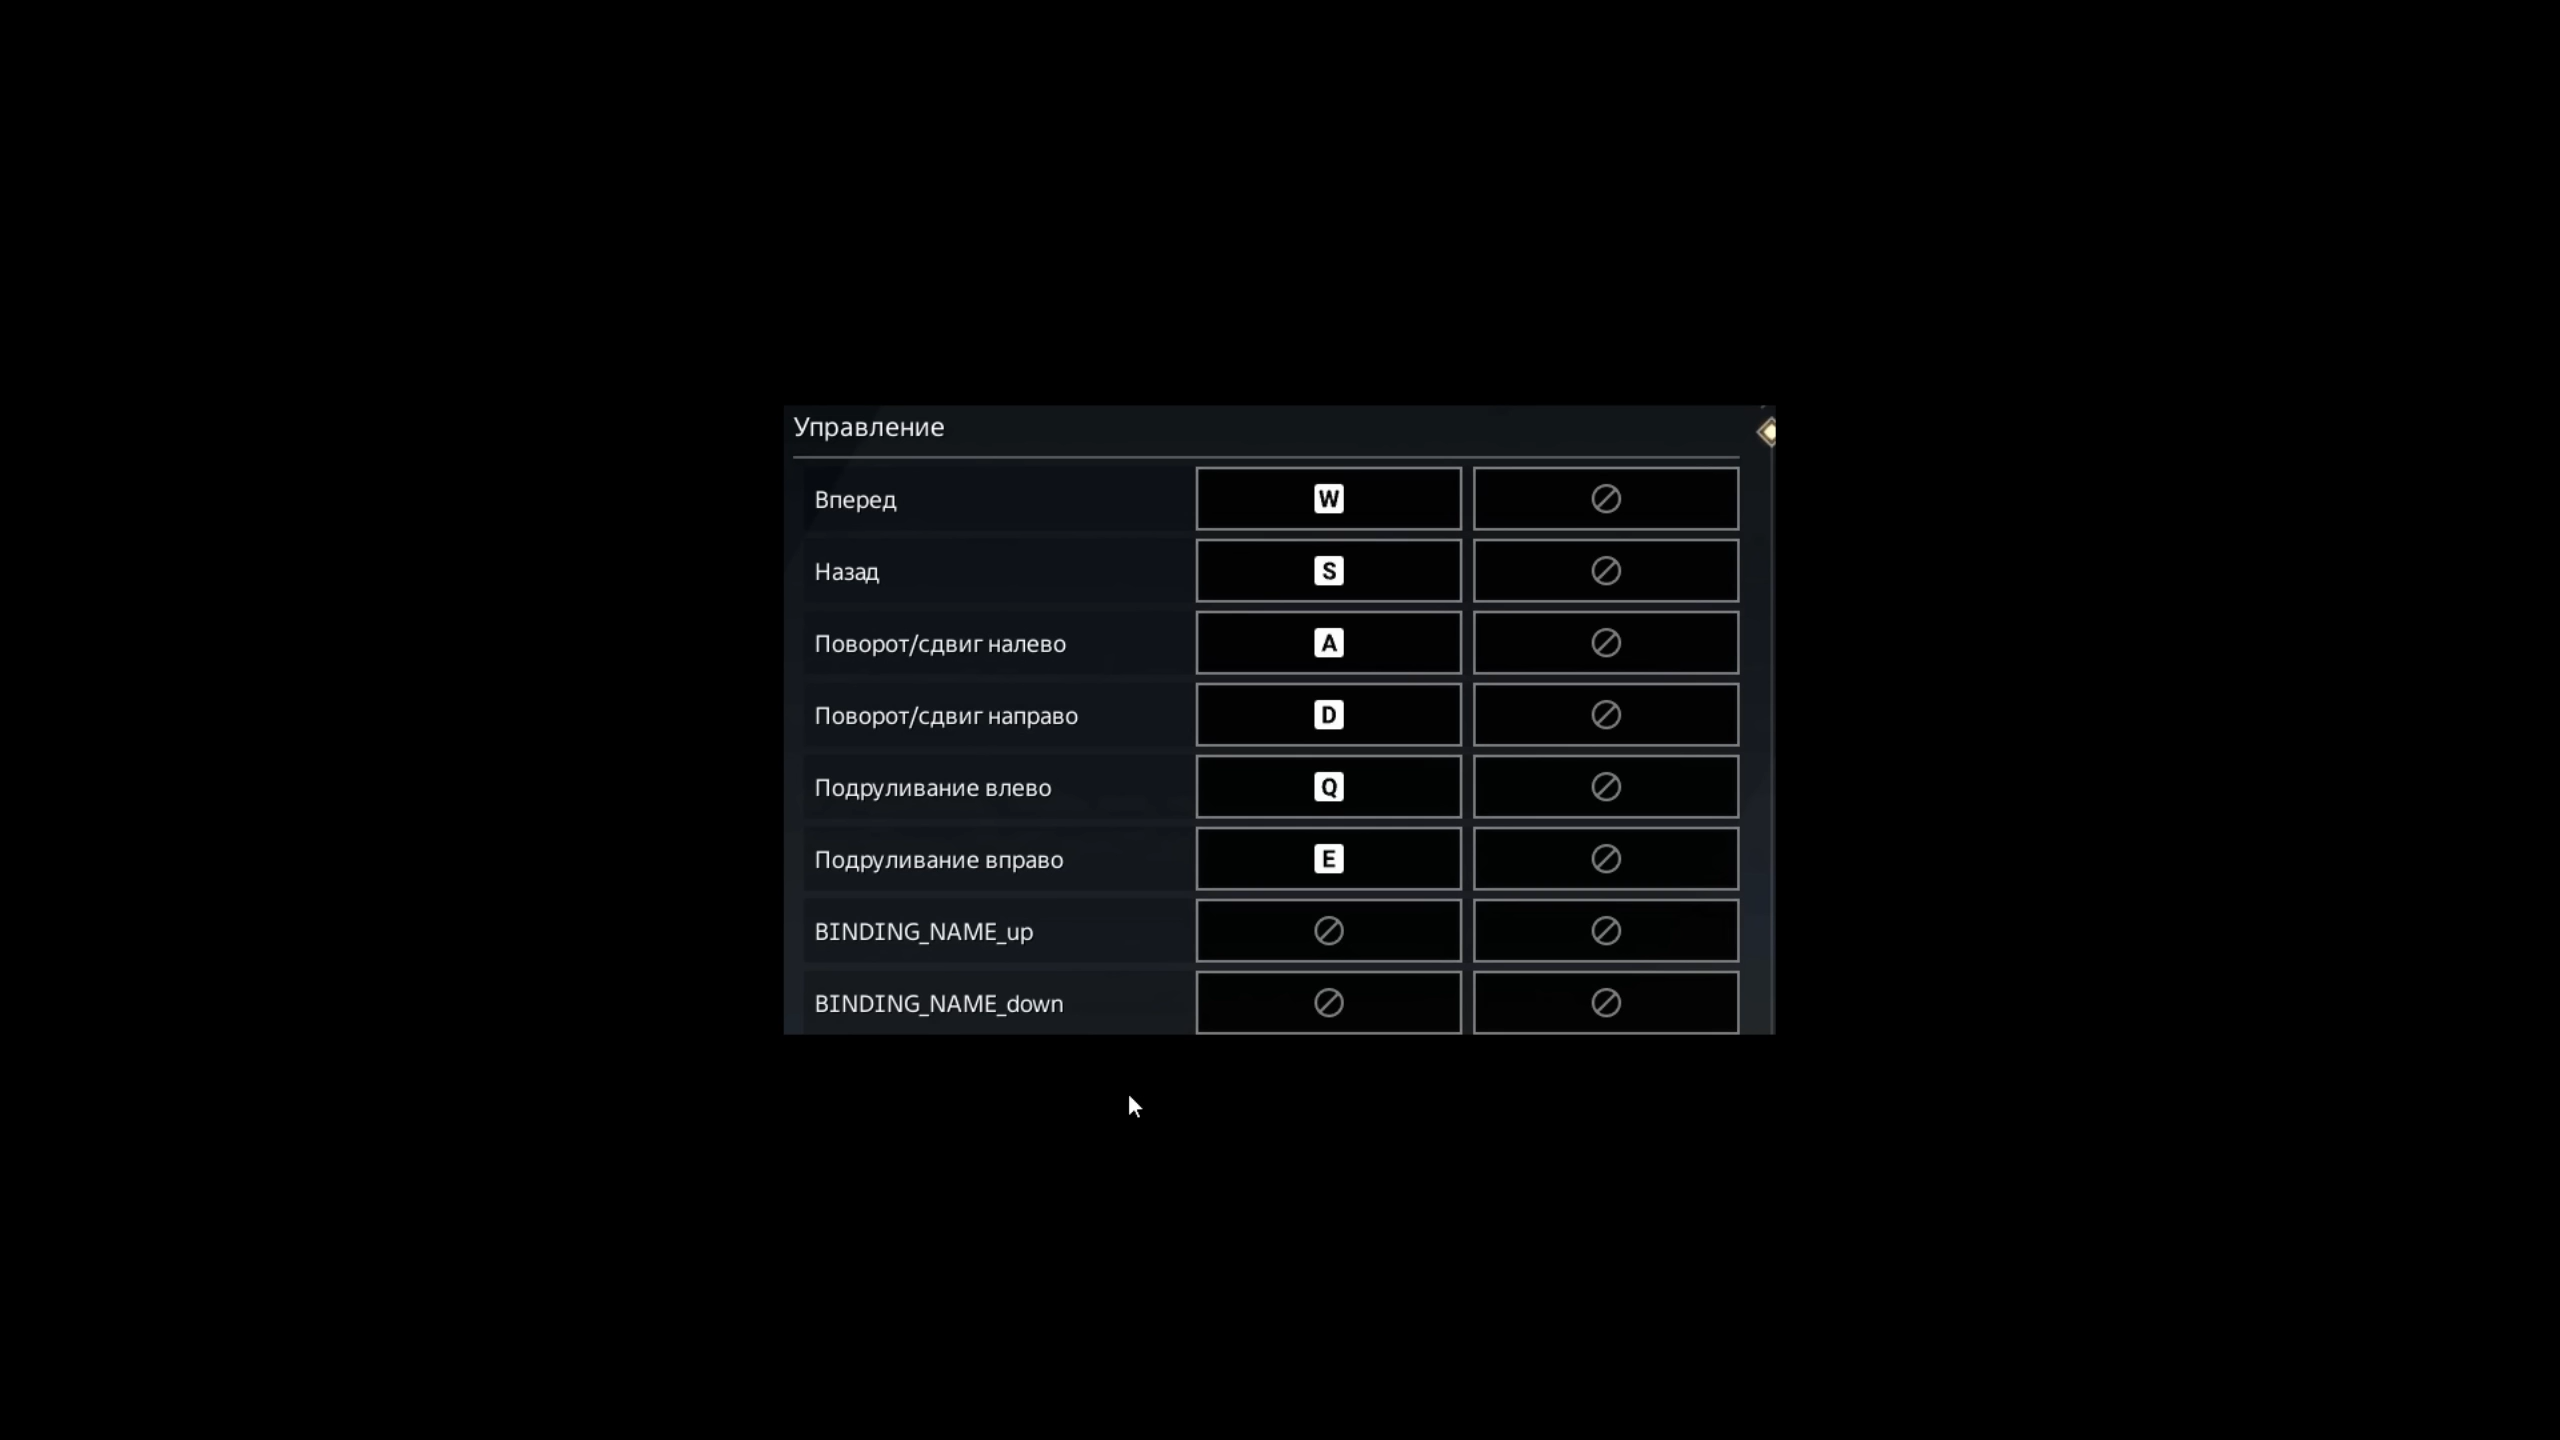 Управление
Вперед W
Назад S
Поворот/сдвиг налево A
Поворот/сдвиг направо D
Подруливание влево Q
Подруливание вправо E
BINDING_NAME_up
BINDING_NAME_down